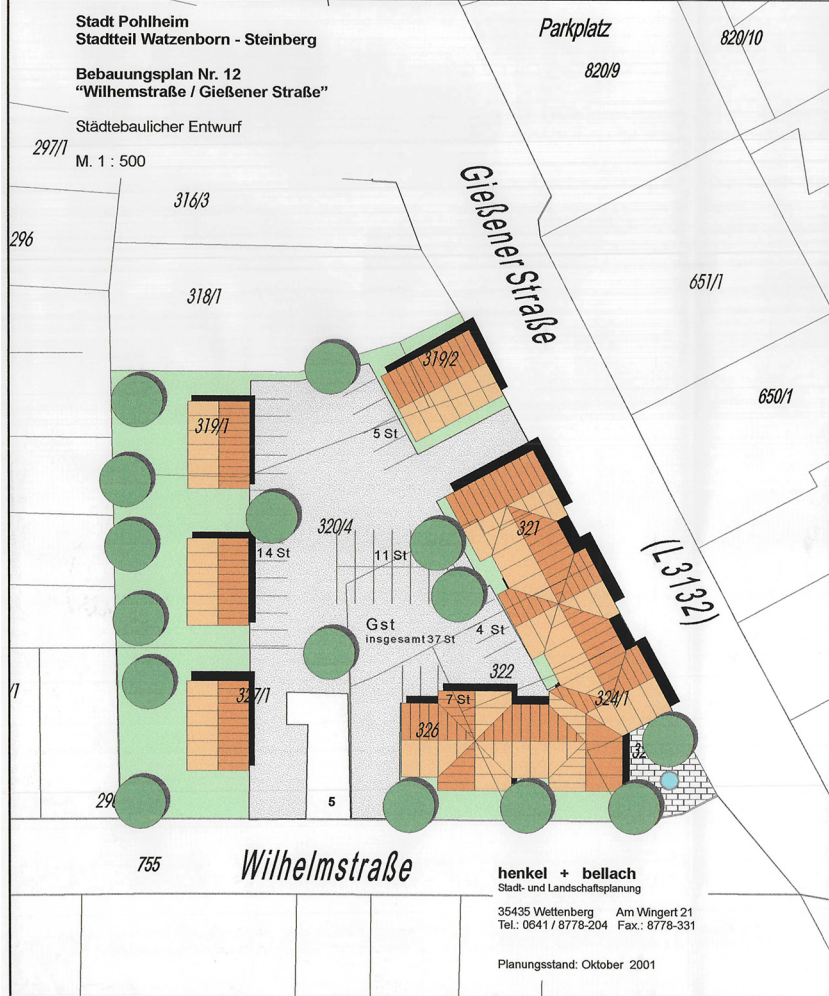 Stadt Pohlheim
Stadtteil Watzenborn - Steinberg
Bebauungsplan Nr. 12
“Wilhemstraße / Gießener Straße”
Städtebaulicher Entwurf
M. 1 : 500
Parkplatz
820/9
820/10
297/1
316/3
296
318/1
Gießener Straße
651/1
650/1
319/2
319/1
5 St
320/4
321
14 St
11 St
(L3132)
Gst
insgesamt 37 St
4 St
322
327/1
7 St
324/1
326
/1
5
755
Wilhelmstraße
henkel + bellach
Stadt- und Landschaftsplanung
35435 Wettenberg Am Wingert 21
Tel.: 0641 / 8778-204 Fax.: 8778-331
Planungsstand: Oktober 2001